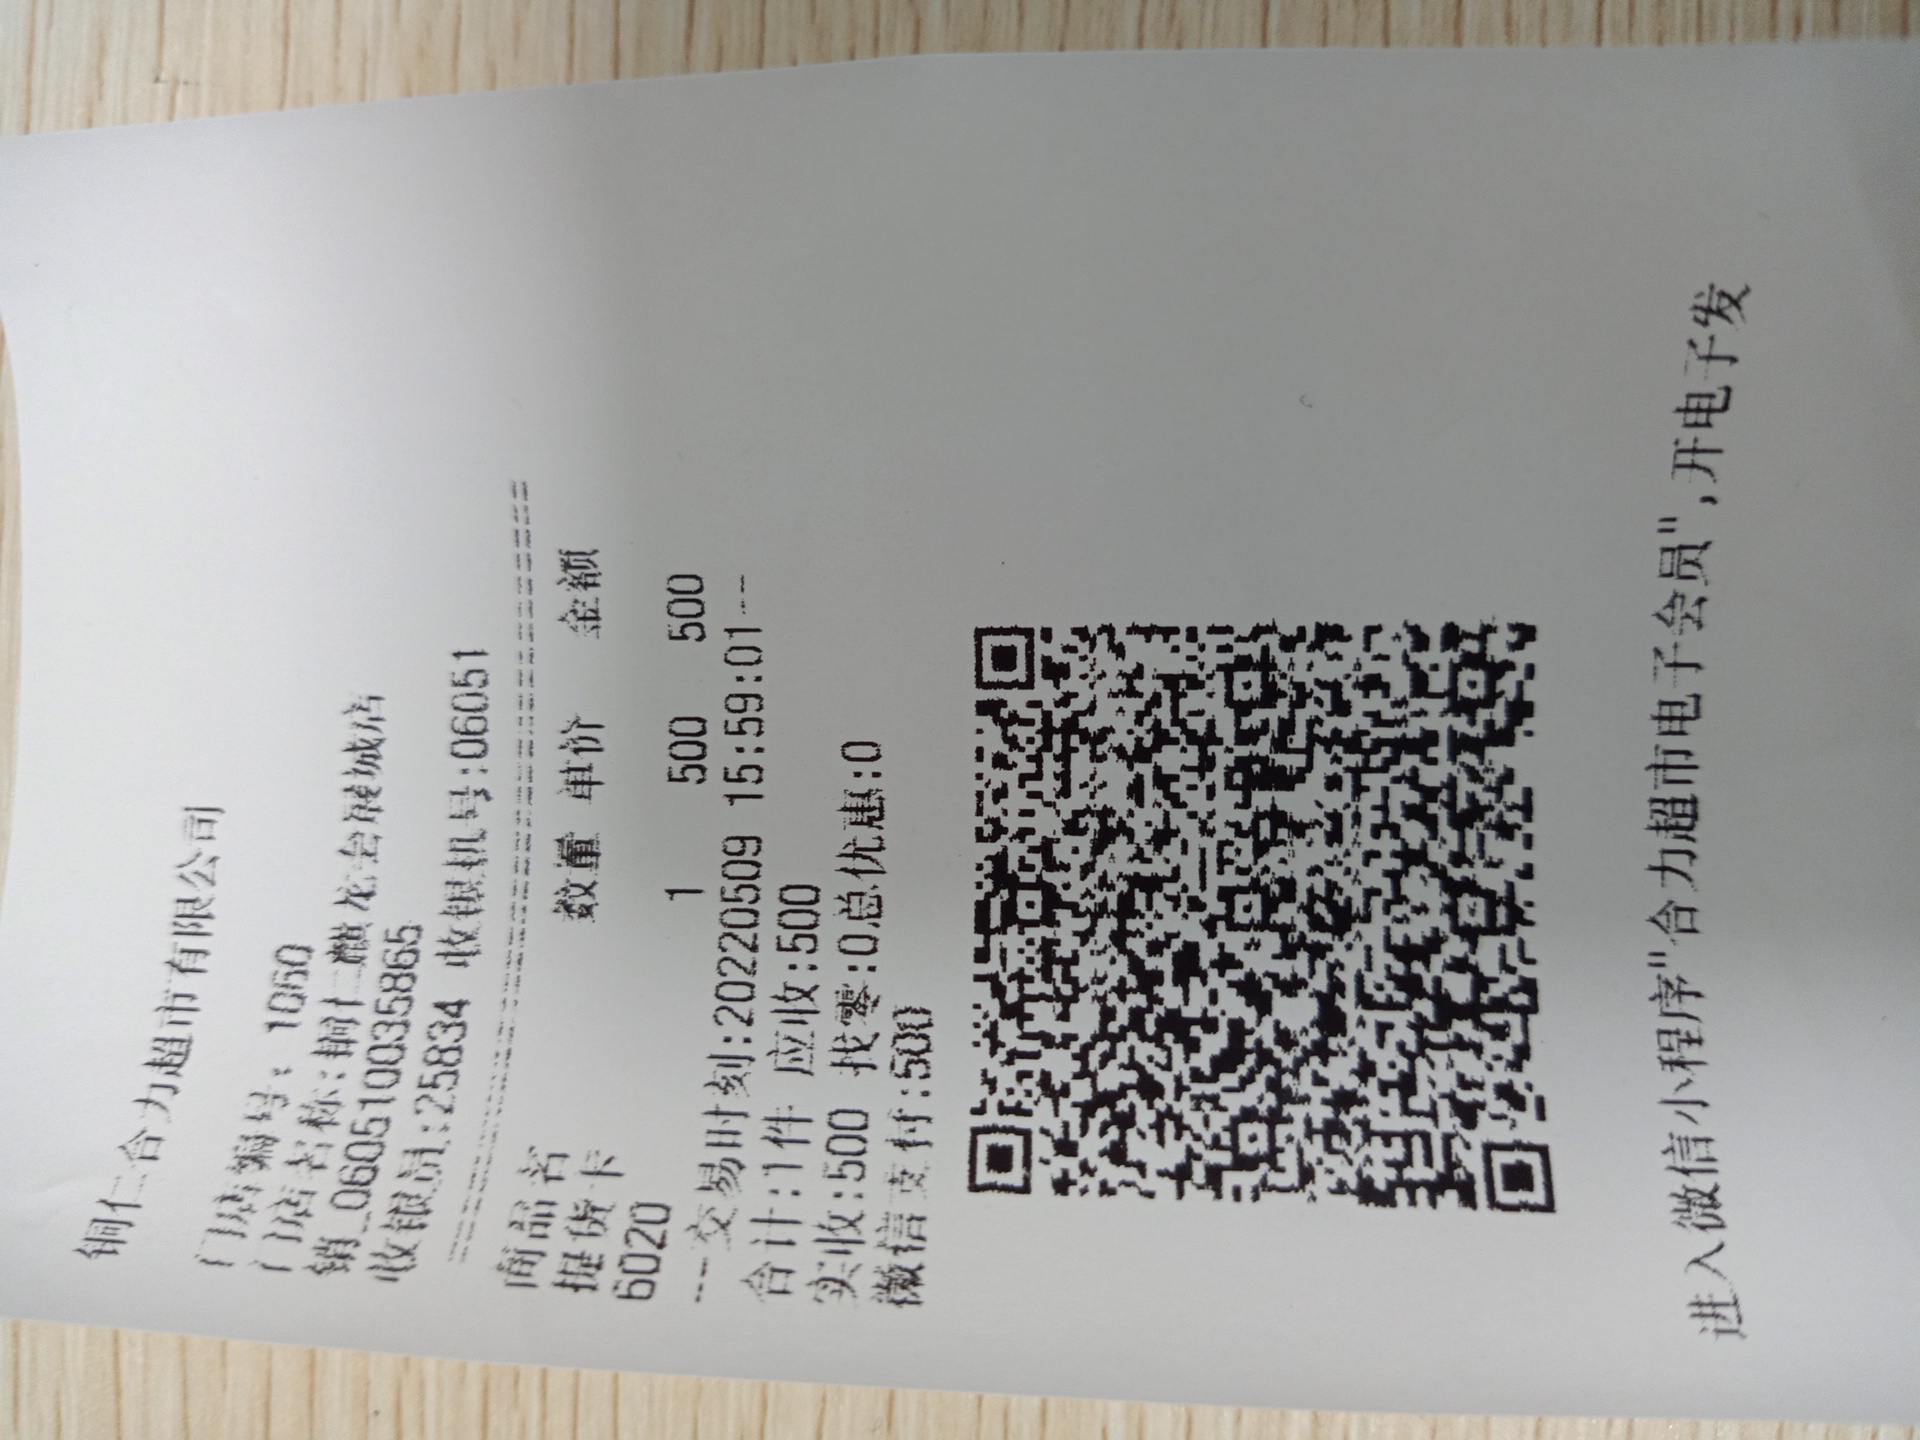 铜仁合力超市有限公司
门店编号: 1060
门店名称:铜仁麒龙会展城店
销_060510035865
收银员:25834 收银机号:06051
商品名 数量 单价 金额
提货卡
6020 1 500 500
---交易时刻:20220509 15:59:01---
合计:1件 应收:500
实收:500 找零:0总优惠:0
微信支付:500
进入微信小程序"合力超市电子会员",开电子发